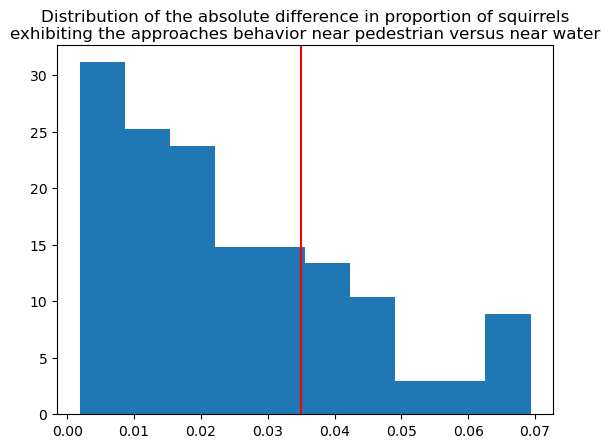 Distribution of the absolute difference in proportion of squirrels
exhibiting the approaches behavior near pedestrian versus near water
30
25
20
15
10
5
0
0.00 0.01 0.02 0.03 0.04 0.05 0.06 0.07